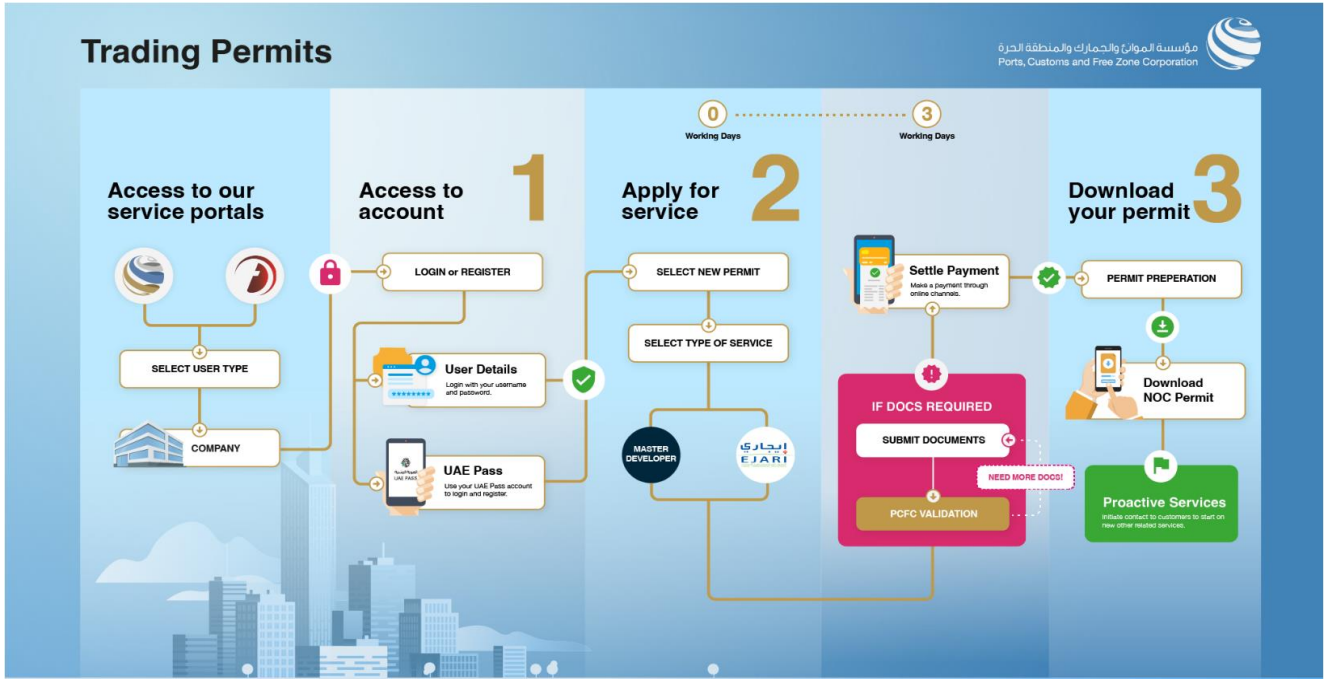 Trading Permits
مؤسسة الموانئ والجمارك والمنطقة الحرة
Ports, Customs and Free Zone Corporation
Access to our
service portals
SELECT USER TYPE
COMPANY
1
Access to
account
LOGIN or REGISTER
User Details
Login with your username
and password.
UAE PASS
UAE Pass
Use your UAE Pass account
to login and register.
0
Working Days
3
Working Days
2
Apply for
service
SELECT NEW PERMIT
SELECT TYPE OF SERVICE
MASTER
DEVELOPER
إيجاري
EJARI
Settle Payment
Make a payment through
online channels.
IF DOCS REQUIRED
SUBMIT DOCUMENTS
NEED MORE DOCS!
PCFC VALIDATION
3
Download
your permit
PERMIT PREPERATION
Download
NOC Permit
Proactive Services
Initiate contact to customers to start on
new other related services.